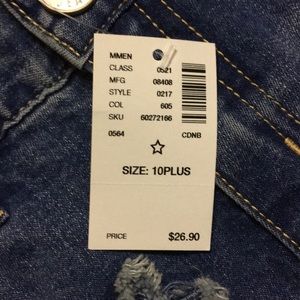 MMEN
CLASS 0521
MFG 08408
STYLE 0217
COL 605
SKU 60272166
0564 CDNB
SIZE: 10PLUS
PRICE $26.90